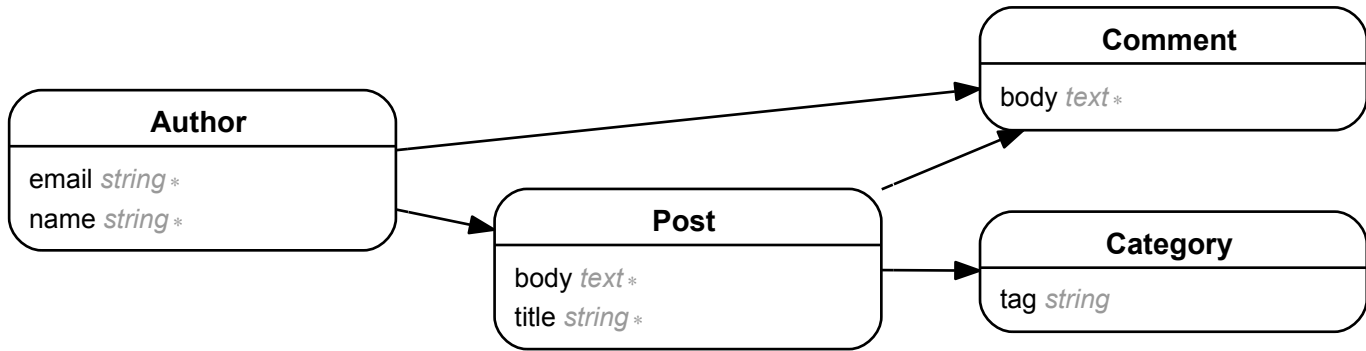 Author
email string *
name string *
Post
body text *
title string *
Comment
body text *
Category
tag string